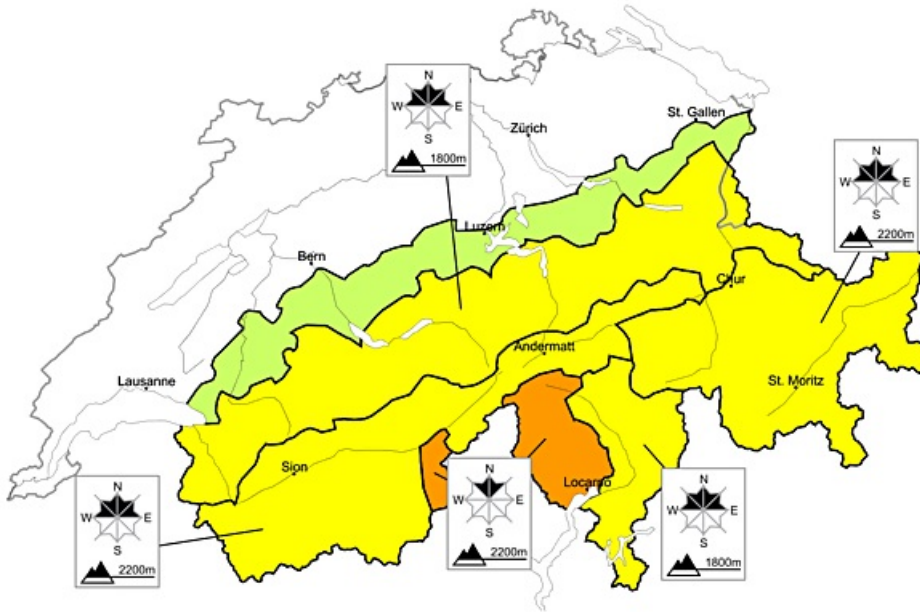 N
W E
S
1800m
St. Gallen
Zürich
N
W E
S
2200m
Luzern
Bern
Chur
Andermatt
Lausanne
St. Moritz
Sion
Locarno
N
W E
S
2200m
N
W E
S
2200m
N
W E
S
1800m